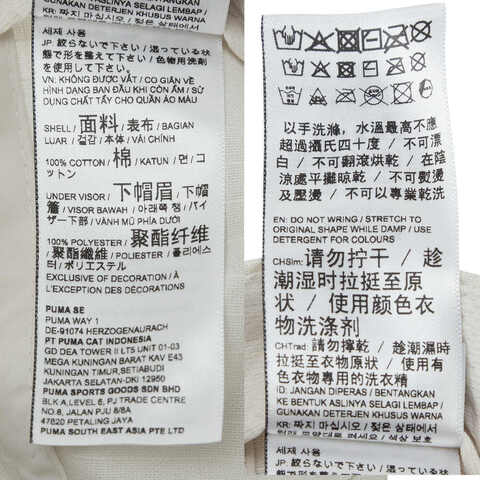 GUNAKAN DETERJEN KHUSUS WARNA
KR: 짜지 마십시오 / 젖은 상태에서
세제 사용
JP: 絞らないで下さい / 湿っている状
態で形を整えて下さい / 色物用洗剤
を使用して下さい。
VN: KHÔNG ĐƯỢC VẮT / CO GIÃN VỀ
HÌNH DẠNG BAN ĐẦU KHI CÒN ẨM / SỬ
DỤNG CHẤT TẨY CHO QUẦN ÁO MÀU
SHELL / 面料 / 表布 / BAGIAN
LUAR / 겉감 / 本体 / VẢI CHÍNH
100% COTTON / 棉 / KATUN / 면 / コ
ットン
UNDER VISOR / 下帽眉 / 下帽
簷 / VISOR BAWAH / 아래쪽 챙 / バイ
ザー下部 / VÀNH MŨ PHÍA DƯỚI
100% POLYESTER / 聚酯纤维
/ 聚酯纖維 / POLIESTER / 폴리에스
터 / ポリエステル
EXCLUSIVE OF DECORATION / À
L'EXCEPTION DES DÉCORATIONS
PUMA SE
PUMA WAY 1
DE-91074 HERZOGENAURACH
PT PUMA CAT INDONESIA
GD DEA TOWER II LT5 UNIT 01-03
MEGA KUNINGAN BARAT KAV E43
KUNINGAN TIMUR,SETIABUDI
JAKARTA SELATAN-DKI 12950
PUMA SPORTS GOODS SDN BHD
BLK A,LEVEL 6, PJ TRADE CENTRE
NO.8, JALAN PJU 8/8A
47820 PETALING JAYA
PUMA SOUTH EAST ASIA PTE LTD
以手洗滌，水溫最高不應
超過攝氏四十度 / 不可漂
白 / 不可翻滾烘乾 / 在陰
涼處平攤晾乾 / 不可熨燙
及壓燙 / 不可以專業乾洗
EN: DO NOT WRING / STRETCH TO
ORIGINAL SHAPE WHILE DAMP / USE
DETERGENT FOR COLOURS
CHSim: 请勿拧干 / 趁
潮湿时拉挺至原
状 / 使用颜色衣
物洗涤剂
CHTrad: 請勿擰乾 / 趁潮濕時
拉挺至衣物原狀 / 使用有
色衣物專用的洗衣精
ID: JANGAN DIPERAS / BENTANGKAN
KE BENTUK ASLINYA SELAGI LEMBAP /
GUNAKAN DETERJEN KHUSUS WARNA
세제 사용
JP: 絞らないで下さい / 湿っている状